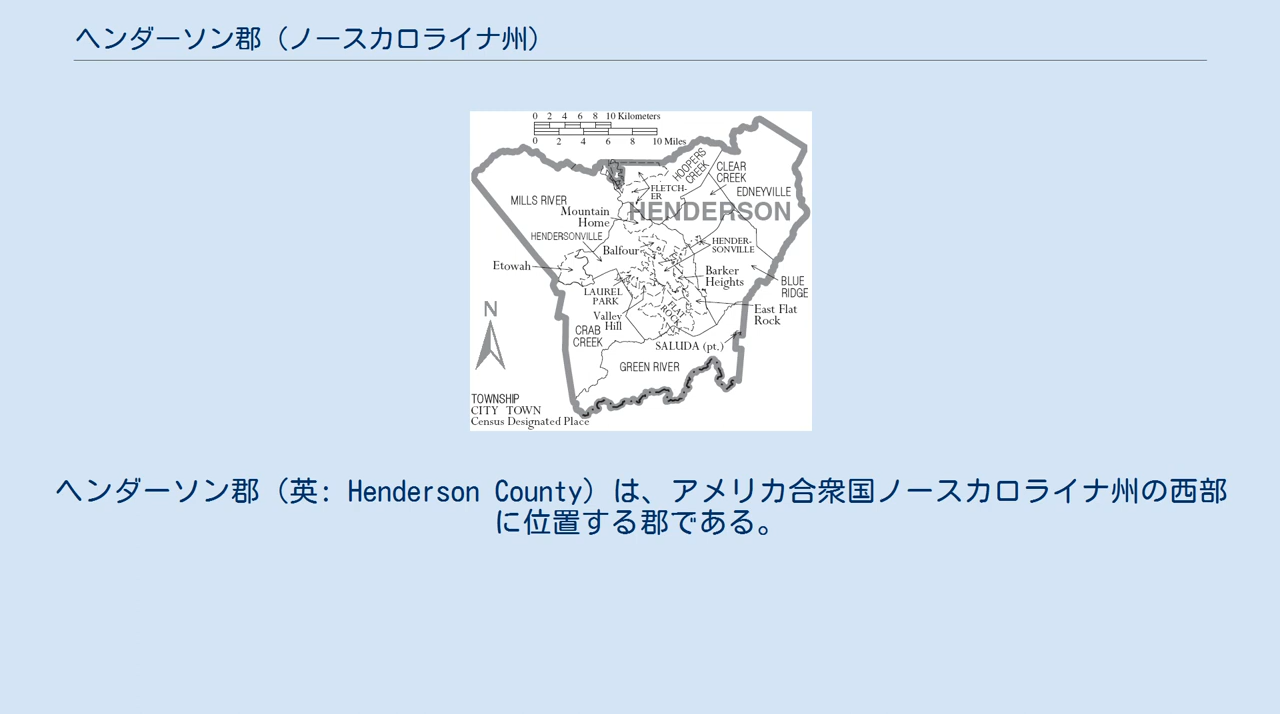 ヘンダーソン郡（ノースカロライナ州）
0 2 4 6 8 10 Kilometers
0 2 4 6 8 10 Miles
HOOPERS
CREEK
CLEAR
CREEK
FLETCH-
ER
EDNEYVILLE
MILLS RIVER
Mountain
Home
HENDERSON
HENDERSONVILLE
Balfour
HENDER-
SONVILLE
Etowah
Barker
Heights
BLUE
RIDGE
LAUREL
PARK
FLAT
ROCK
East Flat
Rock
Valley
Hill
N
CRAB
CREEK
SALUDA (pt.)
GREEN RIVER
TOWNSHIP
CITY TOWN
Census Designated Place
ヘンダーソン郡（英: Henderson County）は、アメリカ合衆国ノースカロライナ州の西部
に位置する郡である。